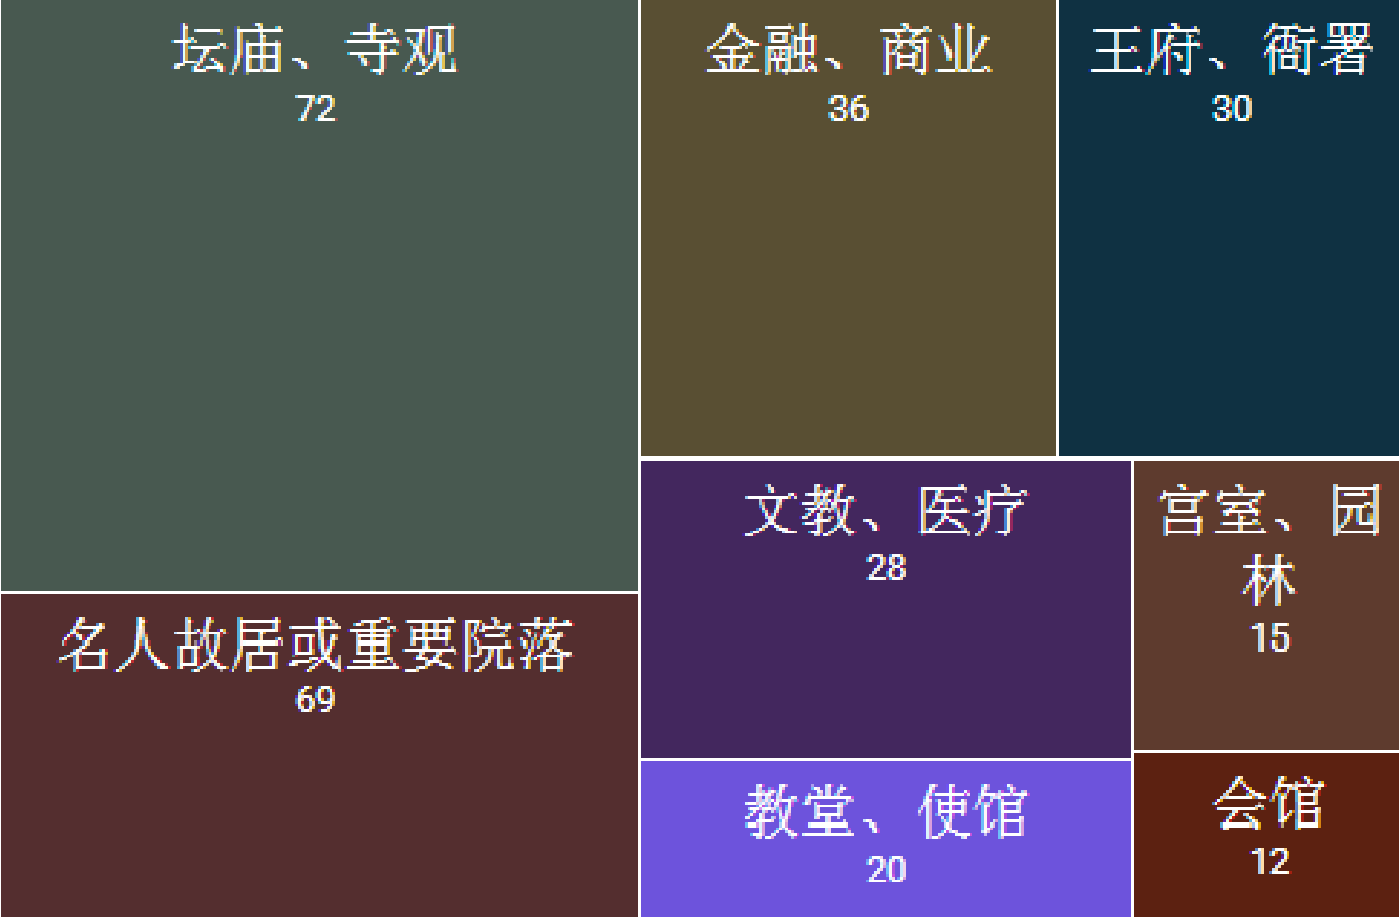 坛庙、寺观
72
金融、商业
36
王府、衙署
30
名人故居或重要院落
69
文教、医疗
28
宫室、园
林
15
教堂、使馆
20
会馆
12